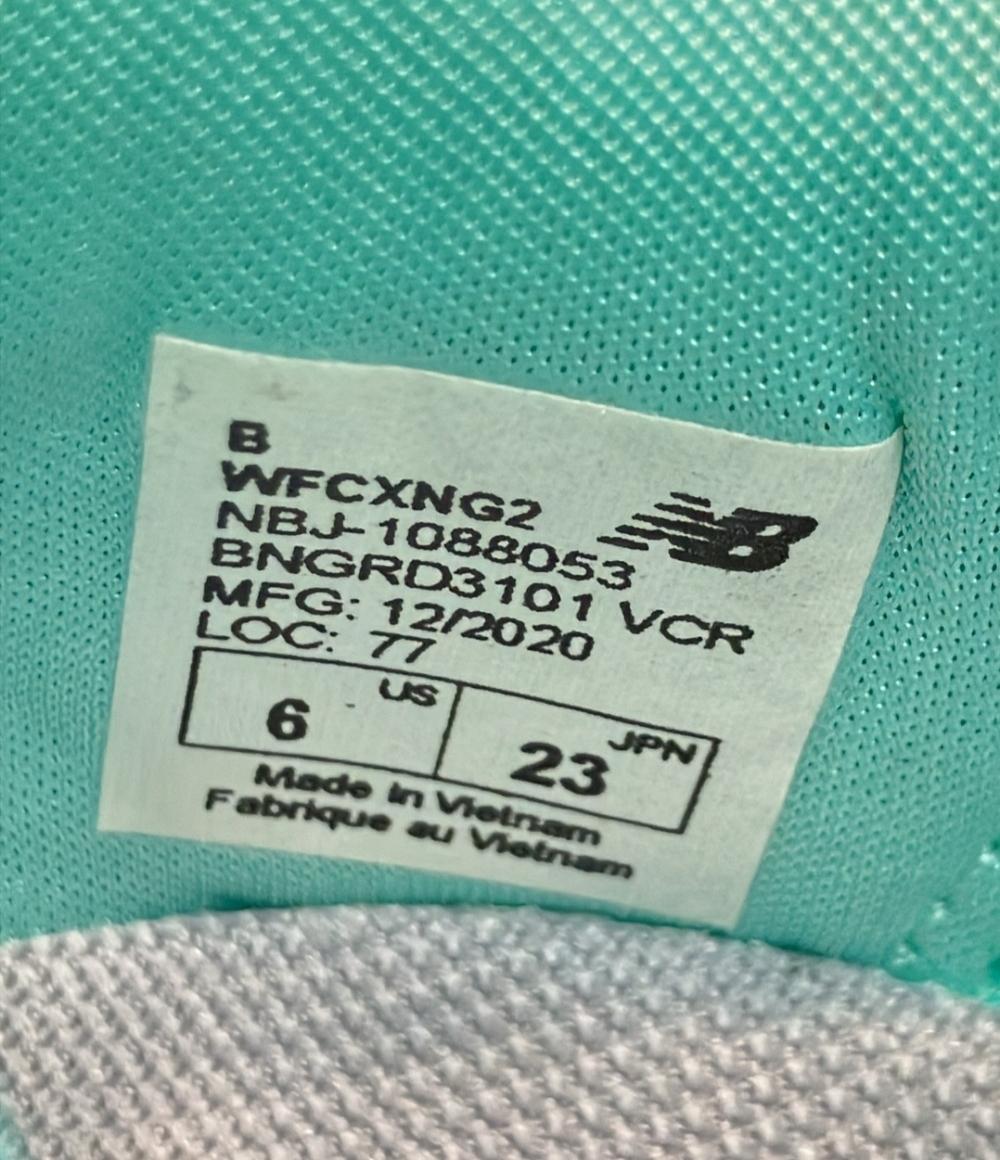 B
WFCXNG2
NBJ-1088053
BNGRD3101 VCR
MFG: 12/2020
LOC: 77
US
6
JPN
23
Made in Vietnam
Fabrique au Vietnam
NB